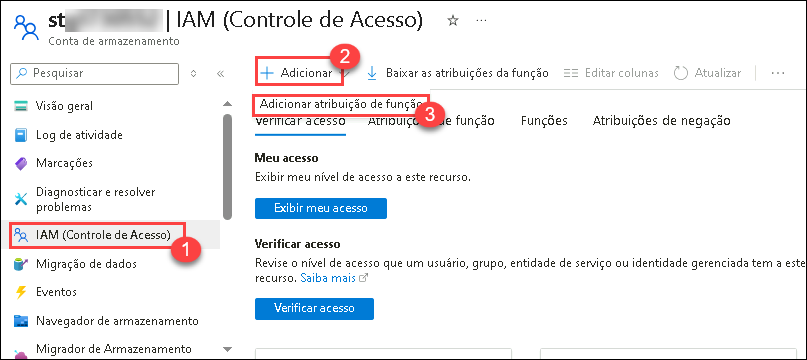 st | IAM (Controle de Acesso)
Conta de armazenamento
Pesquisar
Visão geral
Log de atividade
Marcações
Diagnosticar e resolver
problemas
IAM (Controle de Acesso)
1
Migração de dados
Eventos
Navegador de armazenamento
Migrador de Armazenamento
2
Adicionar
Baixar as atribuições da função
Editar colunas
Atualizar
Adicionar atribuição de função
3
Verificar acesso
Atribuições de função
Funções
Atribuições de negação
Meu acesso
Exibir meu nível de acesso a este recurso.
Exibir meu acesso
Verificar acesso
Revise o nível de acesso que um usuário, grupo, entidade de serviço ou identidade gerenciada tem a este
recurso. Saiba mais
Verificar acesso